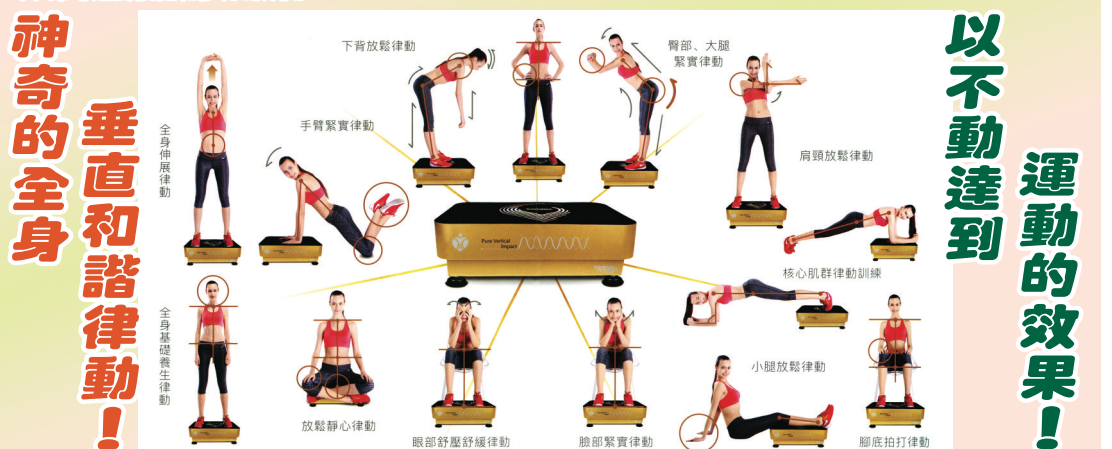 神奇的全身
垂直和諧律動！
下背放鬆律動
臀部、大腿
緊實律動
手臂緊實律動
全身伸展律動
肩頸放鬆律動
Pure Vertical
Impact
核心肌群律動訓練
全身基礎養生律動
放鬆靜心律動
眼部舒壓舒緩律動
臉部緊實律動
小腿放鬆律動
腳底拍打律動
以不動達到
運動的效果！